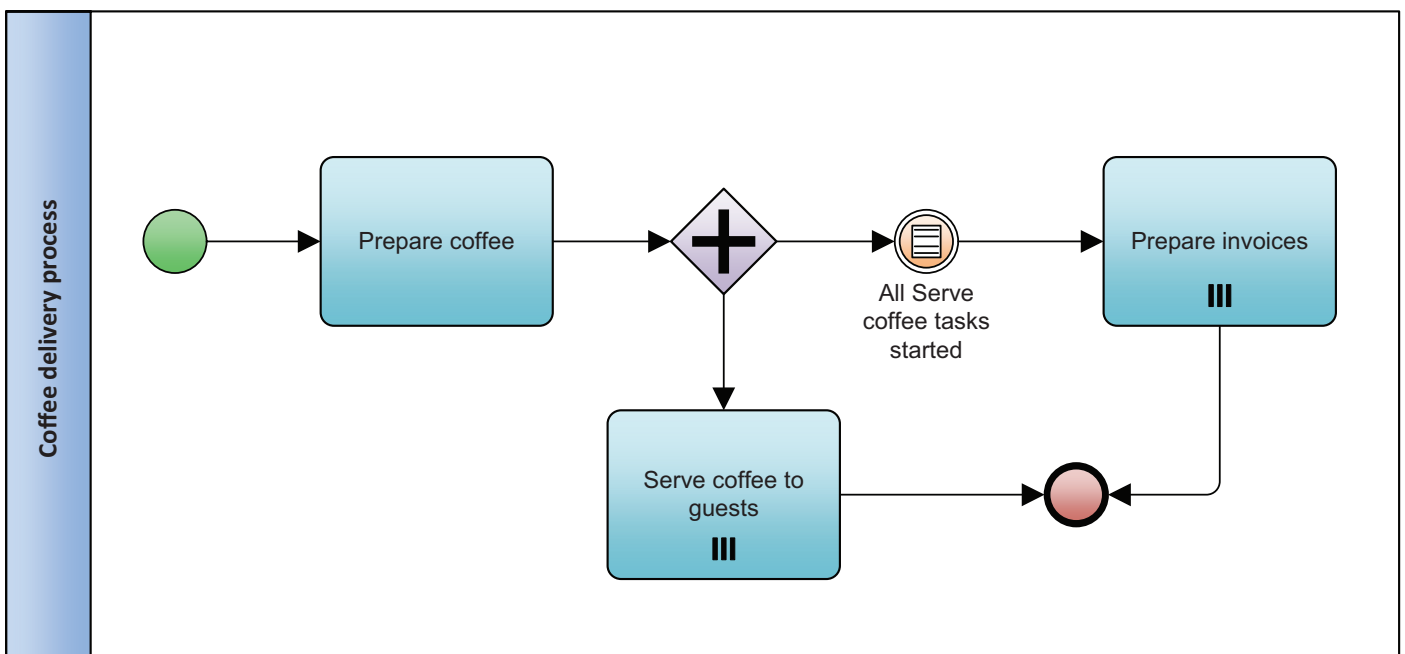 Coffee delivery process
Prepare coffee
All Serve
coffee tasks
started
Prepare invoices
Serve coffee to
guests